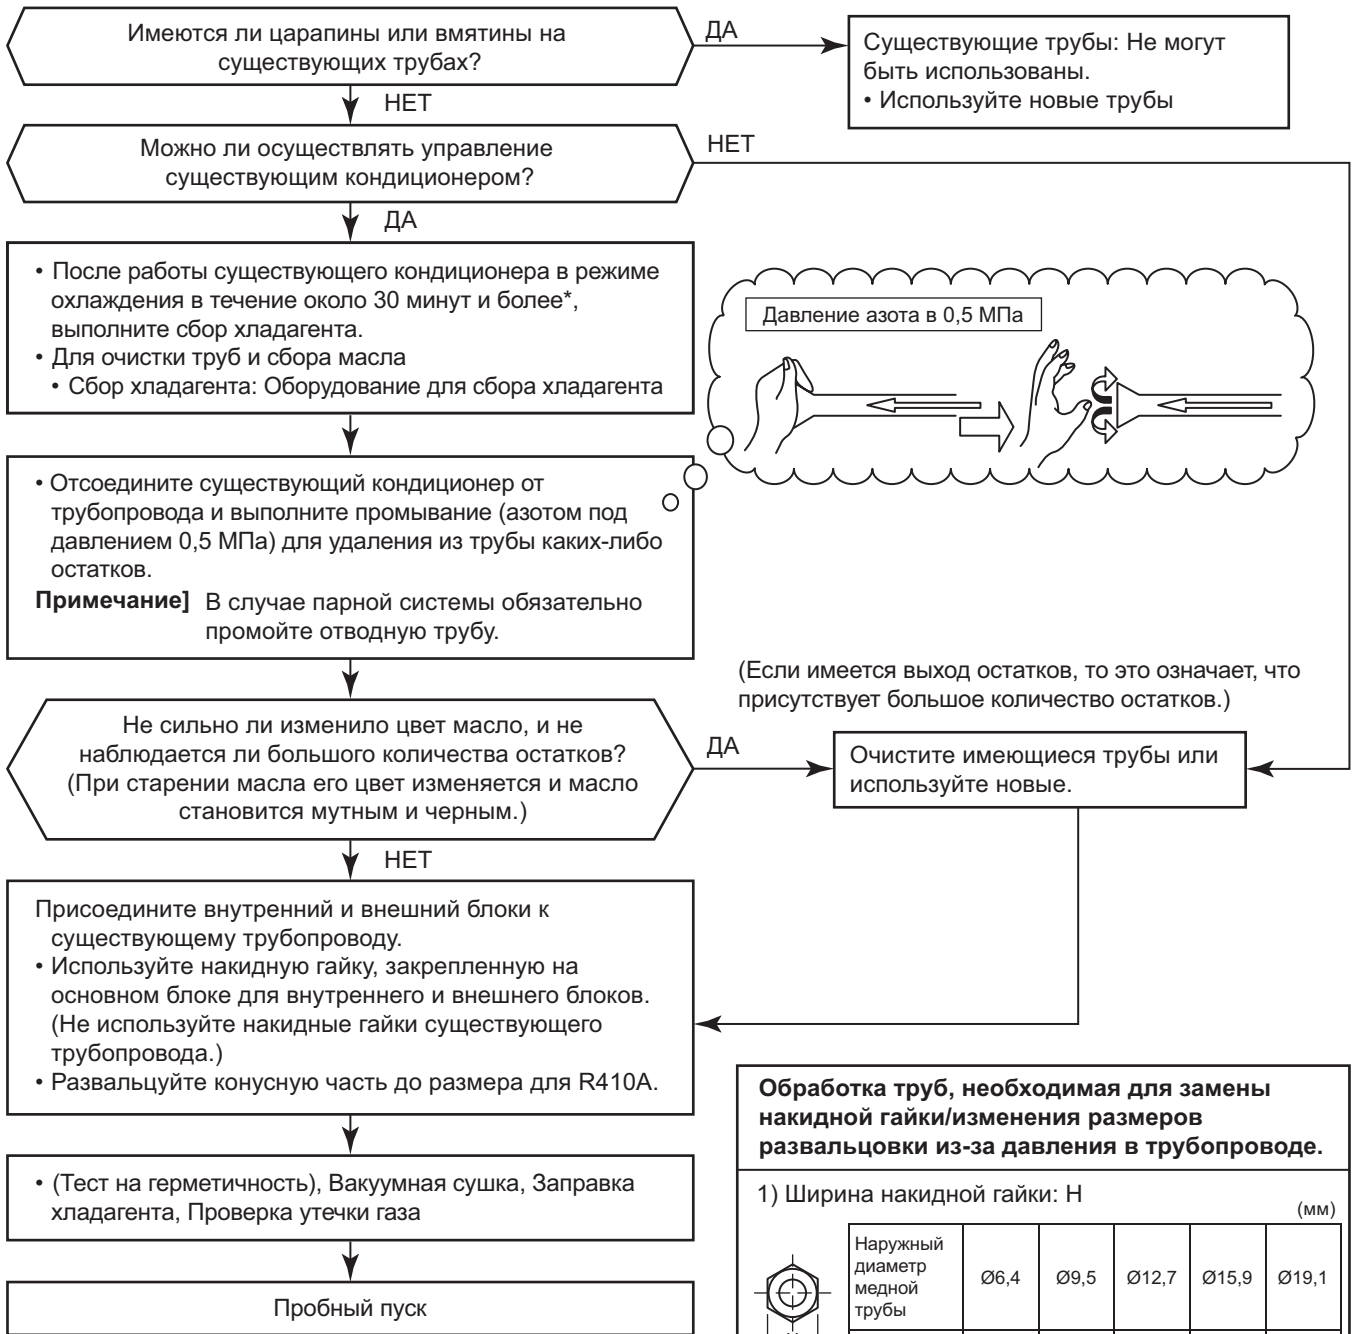 Имеются ли царапины или вмятины на
существующих трубах?
ДА
Существующие трубы: Не могут
быть использованы.
• Используйте новые трубы
НЕТ
Можно ли осуществлять управление
существующим кондиционером?
НЕТ
ДА
• После работы существующего кондиционера в режиме
охлаждения в течение около 30 минут и более*,
выполните сбор хладагента.
• Для очистки труб и сбора масла
• Сбор хладагента: Оборудование для сбора хладагента
Давление азота в 0,5 МПа
• Отсоедините существующий кондиционер от
трубопровода и выполните промывание (азотом под
давлением 0,5 МПа) для удаления из трубы каких-либо
остатков.
Примечание] В случае парной системы обязательно
промойте отводную трубу.
(Если имеется выход остатков, то это означает, что
присутствует большое количество остатков.)
Не сильно ли изменило цвет масло, и не
наблюдается ли большого количества остатков?
(При старении масла его цвет изменяется и масло
становится мутным и черным.)
ДА
Очистите имеющиеся трубы или
используйте новые.
НЕТ
Присоедините внутренний и внешний блоки к
существующему трубопроводу.
• Используйте накидную гайку, закрепленную на
основном блоке для внутреннего и внешнего блоков.
(Не используйте накидные гайки существующего
трубопровода.)
• Развальцуйте конусную часть до размера для R410A.
• (Тест на герметичность), Вакуумная сушка, Заправка
хладагента, Проверка утечки газа
Пробный пуск
Обработка труб, необходимая для замены
накидной гайки/изменения размеров
развальцовки из-за давления в трубопроводе.
1) Ширина накидной гайки: H
(мм)
Наружный
диаметр
медной
трубы
Ø6,4 Ø9,5 Ø12,7 Ø15,9 Ø19,1